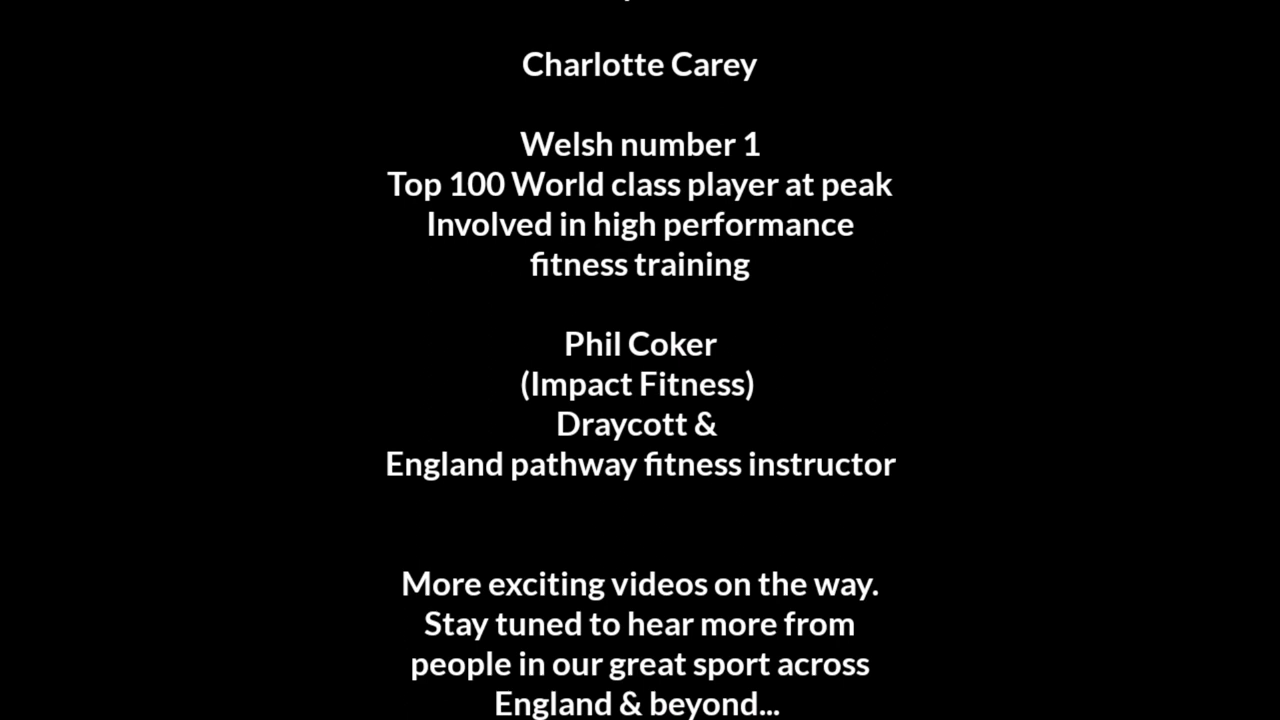 Charlotte Carey
Welsh number 1
Top 100 World class player at peak
Involved in high performance
fitness training
Phil Coker
(Impact Fitness)
Draycott &
England pathway fitness instructor
More exciting videos on the way.
Stay tuned to hear more from
people in our great sport across
England & beyond...